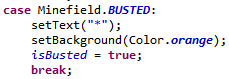 case Minefield.BUSTED:
setText("*");
setBackground(Color.orange);
isBusted = true;
break;